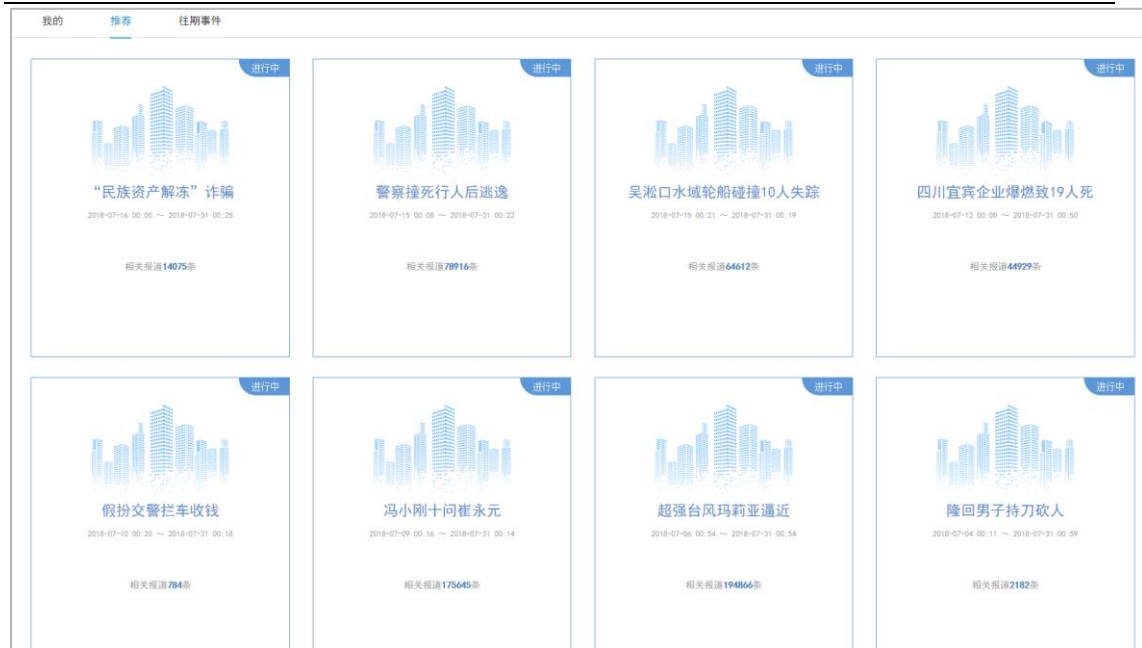 我的 推荐 往期事件
进行中 进行中 进行中 进行中
“民族资产解冻”诈骗 警察撞死行人后逃逸 吴淞口水域轮船碰撞10人失踪 四川宜宾企业爆燃致19人死
2018-07-16 00:00 ~ 2018-07-31 00:25 2018-07-15 00:08 ~ 2018-07-31 00:22 2018-07-15 00:21 ~ 2018-07-31 00:19 2018-07-12 00:00 ~ 2018-07-31 00:50
相关报道14075条 相关报道78916条 相关报道64612条 相关报道44929条
进行中 进行中 进行中 进行中
假扮交警拦车收钱 冯小刚十问崔永元 超强台风玛莉亚逼近 隆回男子持刀砍人
2018-07-10 00:20 ~ 2018-07-31 00:18 2018-07-09 00:16 ~ 2018-07-31 00:14 2018-07-06 00:54 ~ 2018-07-31 00:54 2018-07-04 00:11 ~ 2018-07-31 00:59
相关报道784条 相关报道175645条 相关报道194866条 相关报道2182条